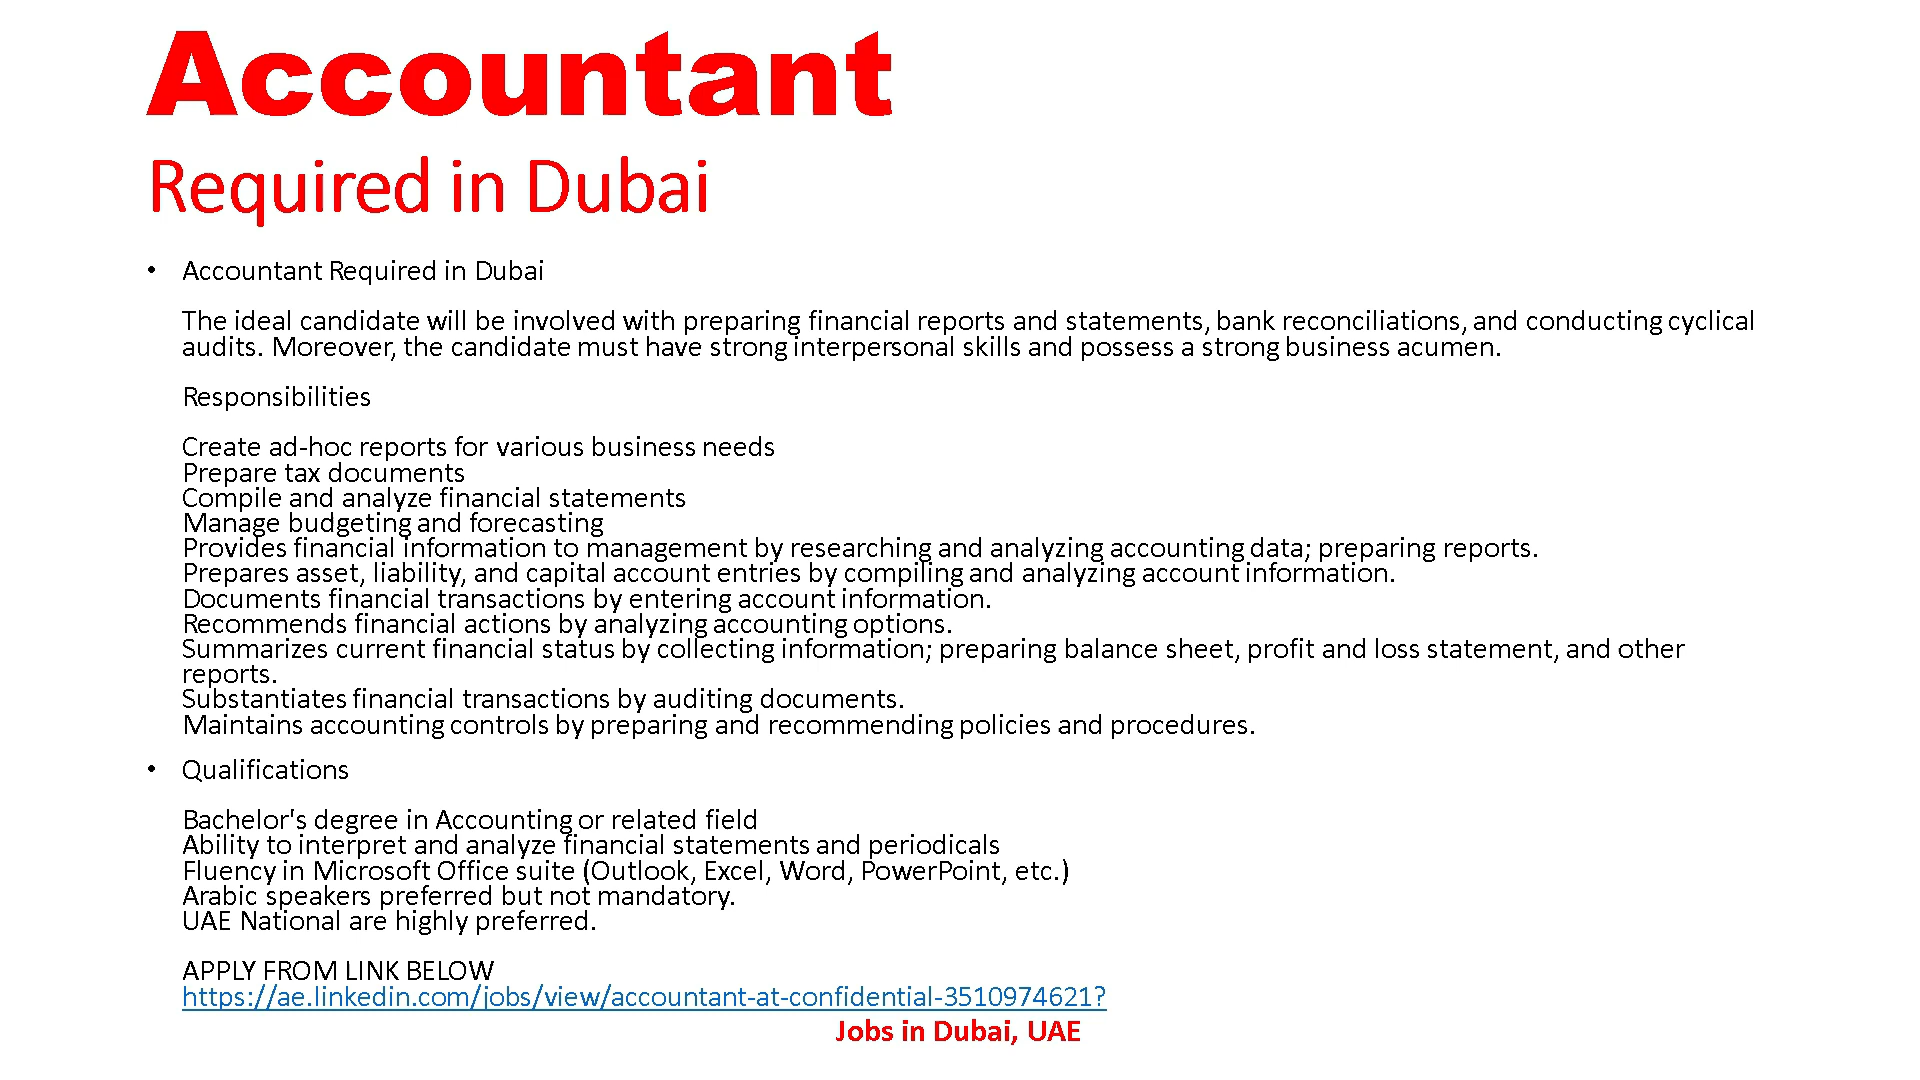 Accountant
Required in Dubai
• Accountant Required in Dubai
The ideal candidate will be involved with preparing financial reports and statements, bank reconciliations, and conducting cyclical
audits. Moreover, the candidate must have strong interpersonal skills and possess a strong business acumen.
Responsibilities
Create ad-hoc reports for various business needs
Prepare tax documents
Compile and analyze financial statements
Manage budgeting and forecasting
Provides financial information to management by researching and analyzing accounting data; preparing reports.
Prepares asset, liability, and capital account entries by compiling and analyzing account information.
Documents financial transactions by entering account information.
Recommends financial actions by analyzing accounting options.
Summarizes current financial status by collecting information; preparing balance sheet, profit and loss statement, and other
reports.
Substantiates financial transactions by auditing documents.
Maintains accounting controls by preparing and recommending policies and procedures.
• Qualifications
Bachelor's degree in Accounting or related field
Ability to interpret and analyze financial statements and periodicals
Fluency in Microsoft Office suite (Outlook, Excel, Word, PowerPoint, etc.)
Arabic speakers preferred but not mandatory.
UAE National are highly preferred.
APPLY FROM LINK BELOW
https://ae.linkedin.com/jobs/view/accountant-at-confidential-3510974621?
Jobs in Dubai, UAE